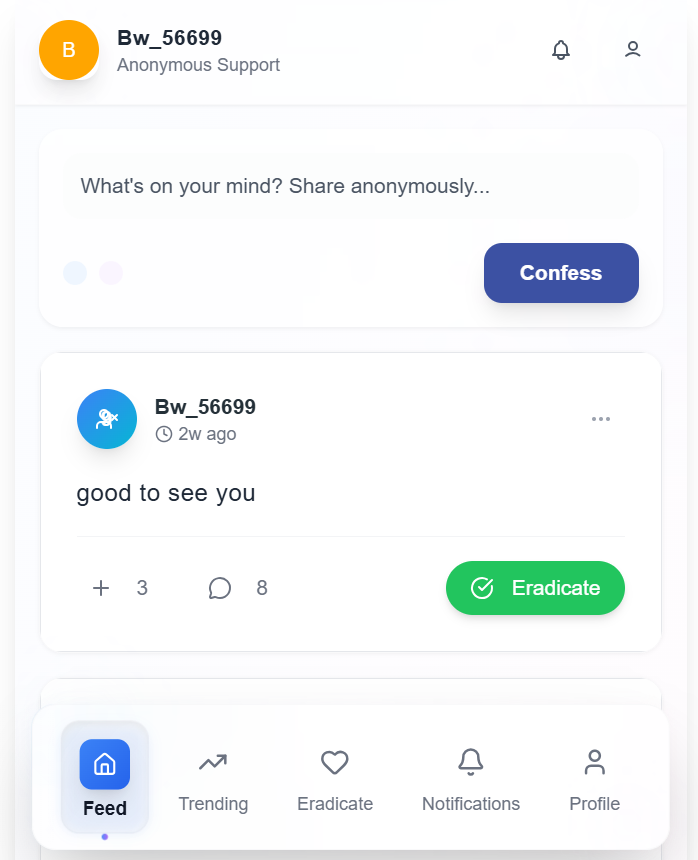 B
Bw_56699
Anonymous Support
What's on your mind? Share anonymously...
Confess
Bw_56699
2w ago
good to see you
3
8
Eradicate
Feed
Trending
Eradicate
Notifications
Profile